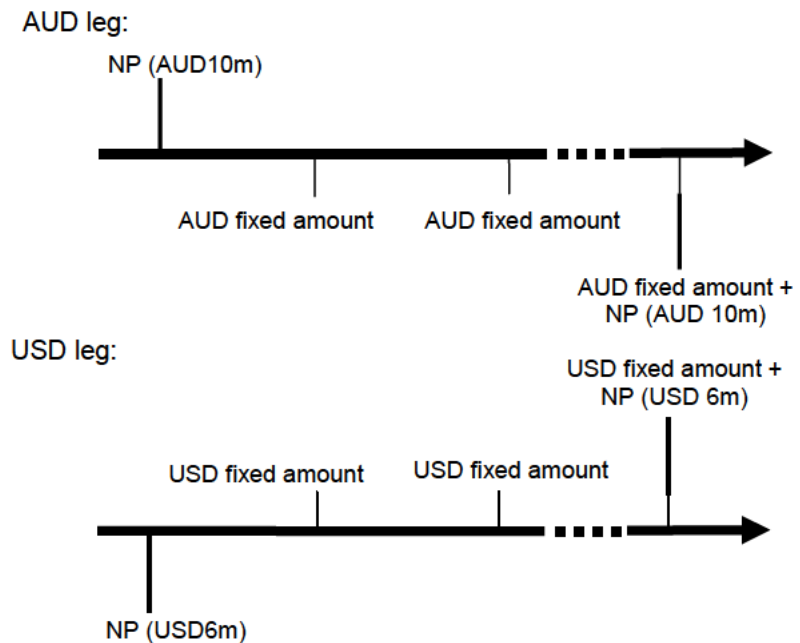 AUD leg:
NP (AUD10m)
AUD fixed amount
AUD fixed amount
AUD fixed amount +
NP (AUD 10m)
USD leg:
USD fixed amount +
NP (USD 6m)
USD fixed amount
USD fixed amount
NP (USD6m)